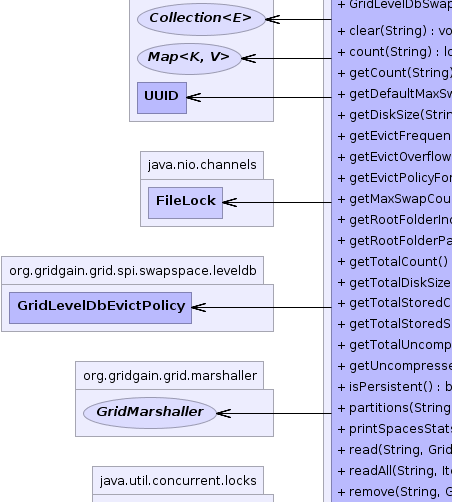 Collection<E>
Map<K, V>
UUID
java.nio.channels
FileLock
org.gridgain.grid.spi.swapspace.leveldb
GridLevelDbEvictPolicy
org.gridgain.grid.marshaller
GridMarshaller
java.util.concurrent.locks
+ GridLevelDbSwap
+ clear(String) : vo
+ count(String) : lo
+ getCount(String)
+ getDefaultMaxSw
+ getDiskSize(Strin
+ getEvictFrequen
+ getEvictOverflow
+ getEvictPolicyFor
+ getMaxSwapCou
+ getRootFolderInd
+ getRootFolderPa
+ getTotalCount()
+ getTotalDiskSize
+ getTotalStoredC
+ getTotalStoredS
+ getTotalUncomp
+ getUncompresse
+ isPersistent() : b
+ partitions(String
+ printSpacesStats
+ read(String, Grid
+ readAll(String, Ite
+ remove(String, G